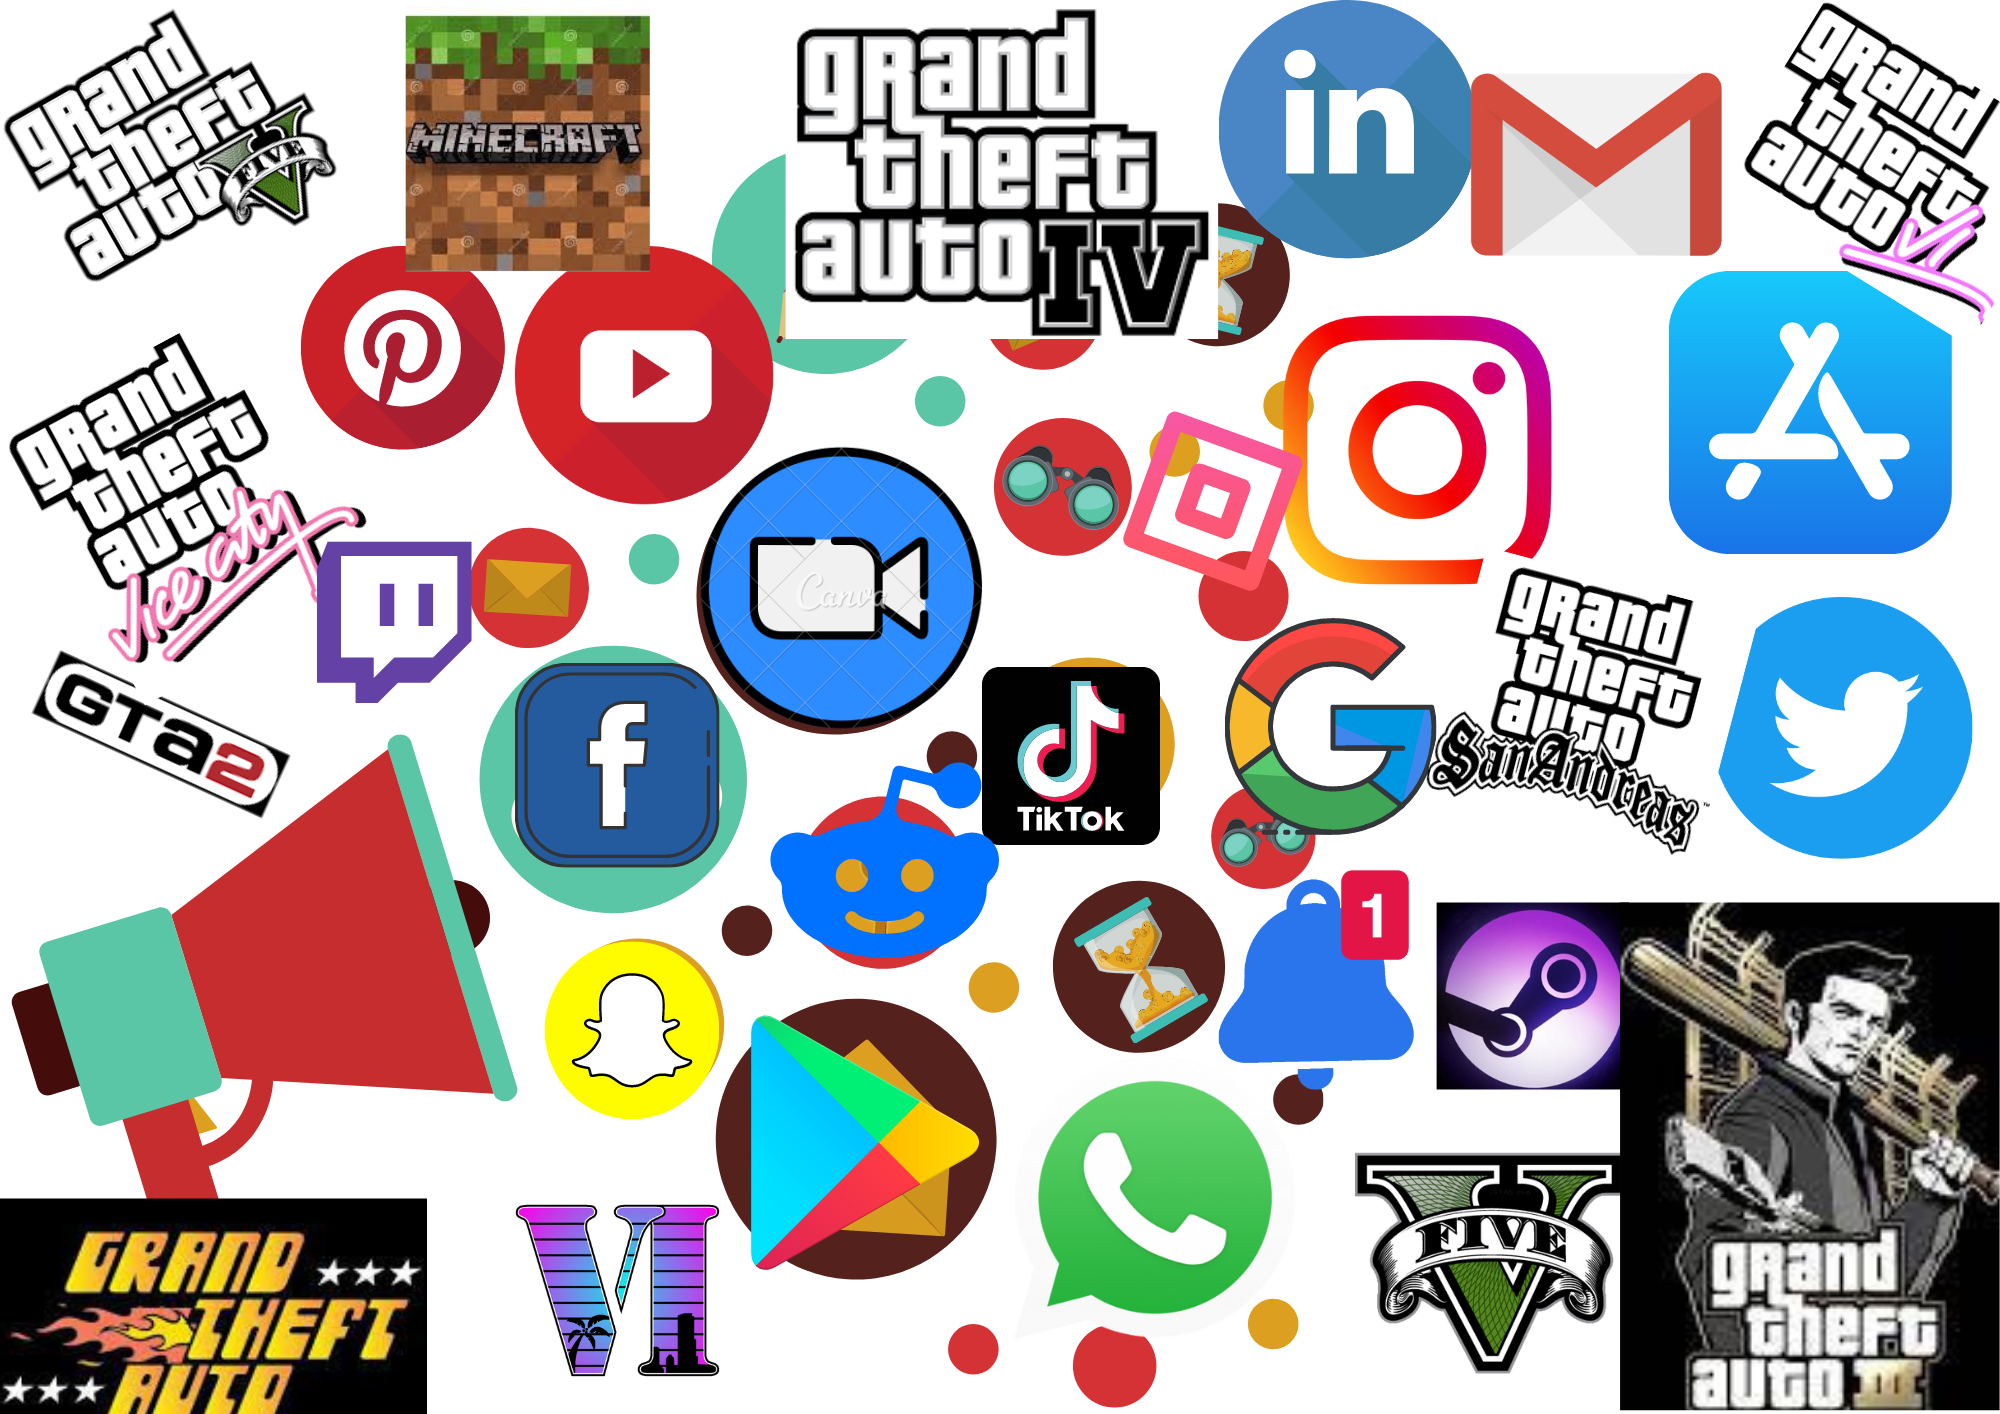 grand
theft
auto
FIVE
MINECRAFT
grand
theft
auto IV
in
grand
theft
auto
VI
grand
theft
auto
vice city
Canva
GTA2
f
TikTok
G
grand
theft
auto
San Andreas
™
1
GRAND
THEFT
AUTO
VI
V
FIVE
grand
theft
auto III